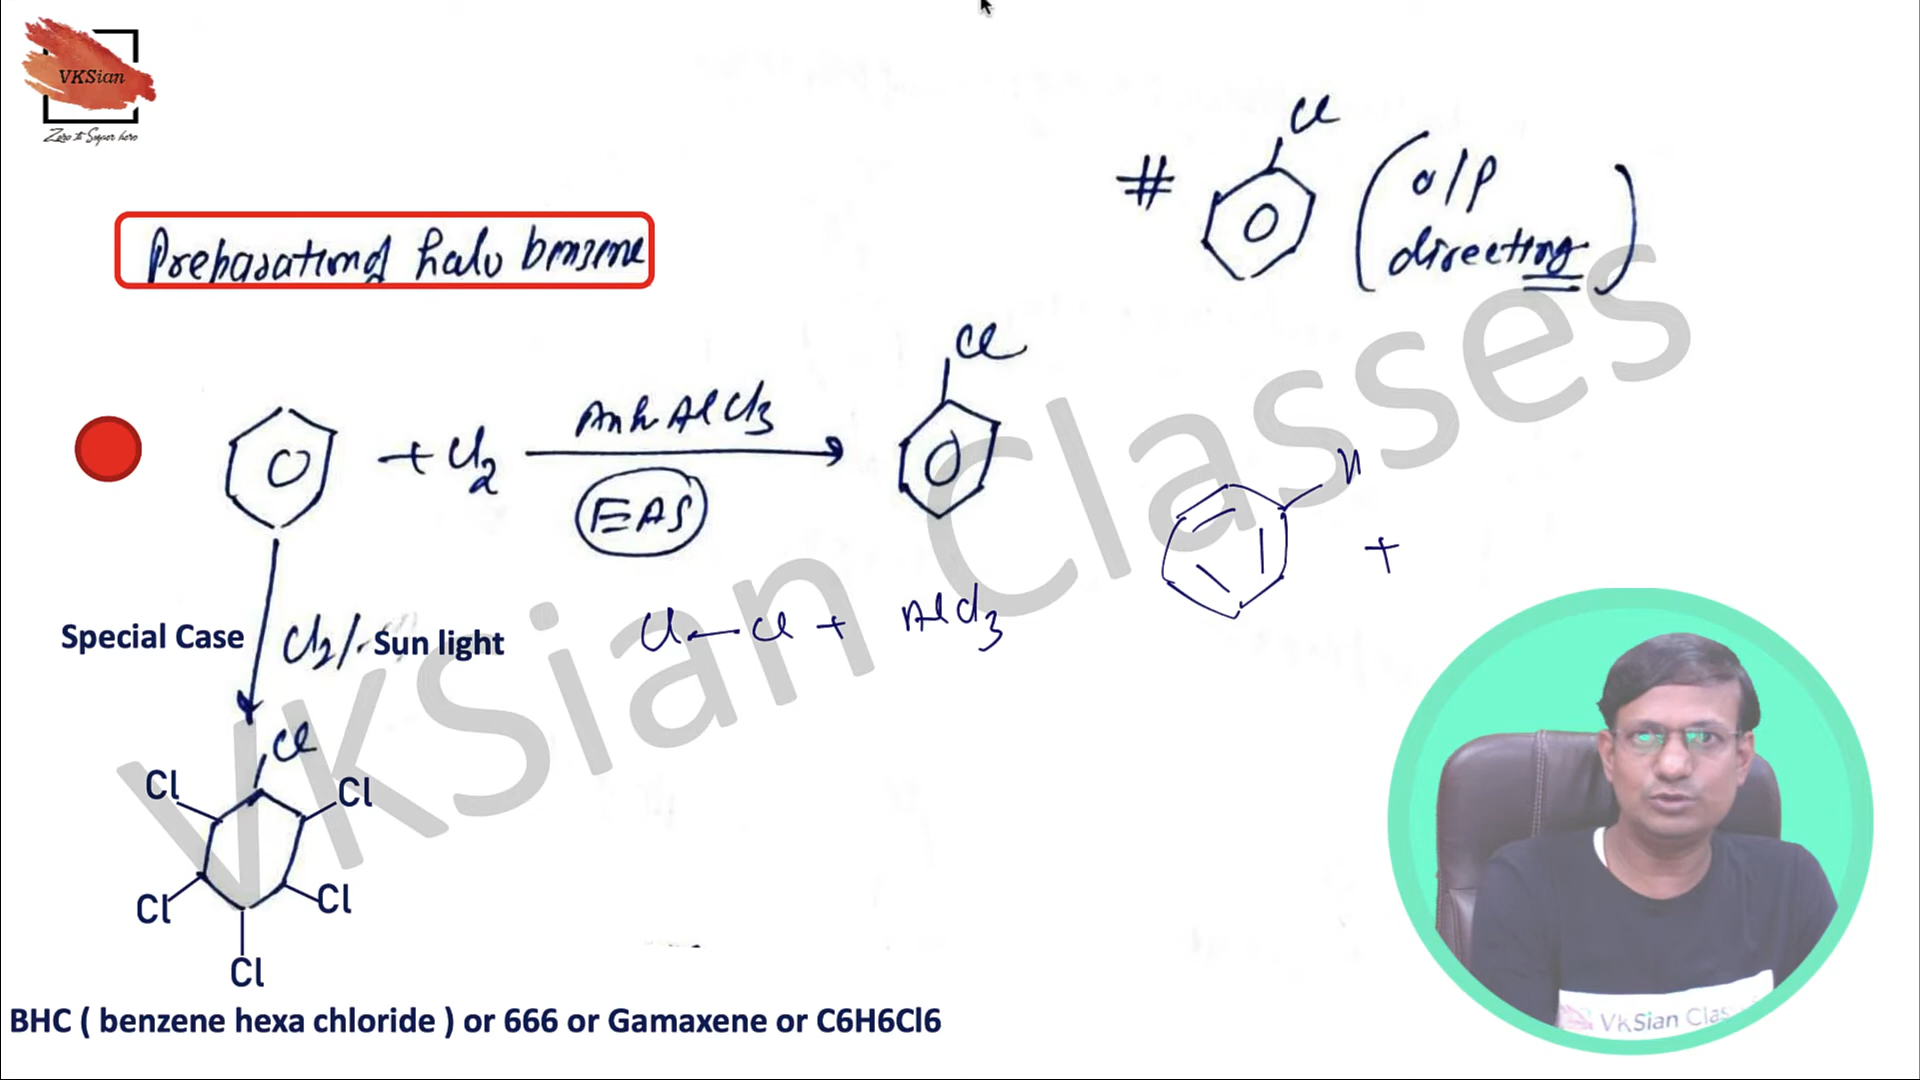 VKSian
Zero to Super hero
# Cl
(o/p
directing)
Preparation of halo benzene
+ Cl2 Anh AlCl3 Cl
EAS
H
+
Special Case Cl2/ Sun light
Cl—Cl + AlCl3
Cl
Cl Cl
Cl Cl
Cl
BHC ( benzene hexa chloride ) or 666 or Gamaxene or C6H6Cl6
VKSian Classes
VkSian Clas